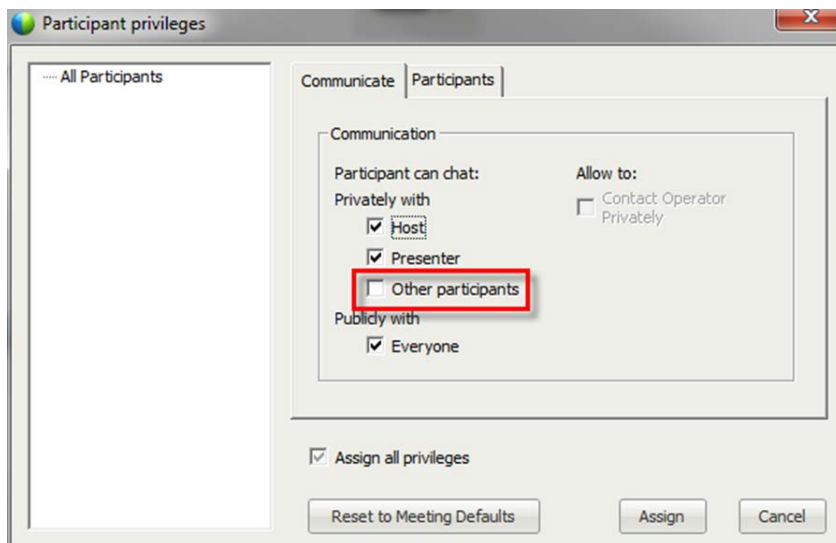 Participant privileges
All Participants
Communicate
Participants
Communication
Participant can chat:
Allow to:
Privately with
Contact Operator
Privately
Host
Presenter
Other participants
Publicly with
Everyone
Assign all privileges
Reset to Meeting Defaults
Assign
Cancel